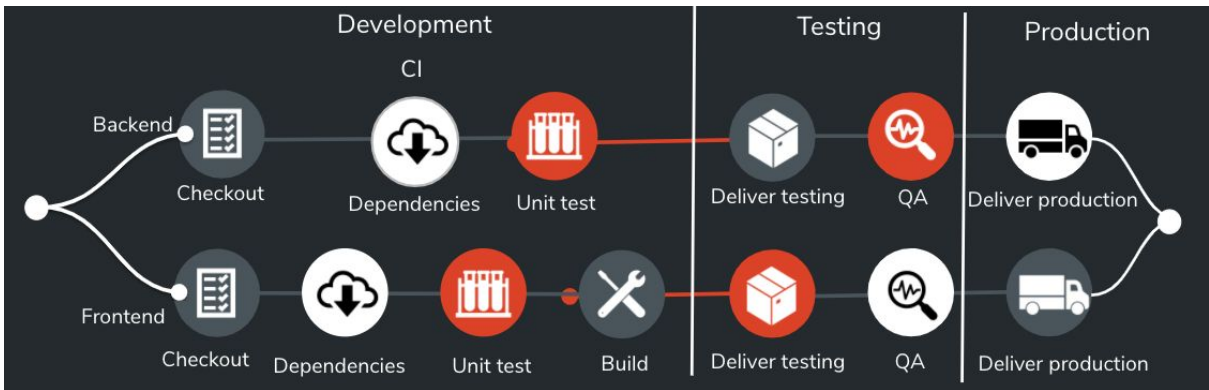 Development
Testing
Production
CI
Backend
Checkout
Dependencies
Unit test
Deliver testing
QA
Deliver production
Frontend
Checkout
Dependencies
Unit test
Build
Deliver testing
QA
Deliver production